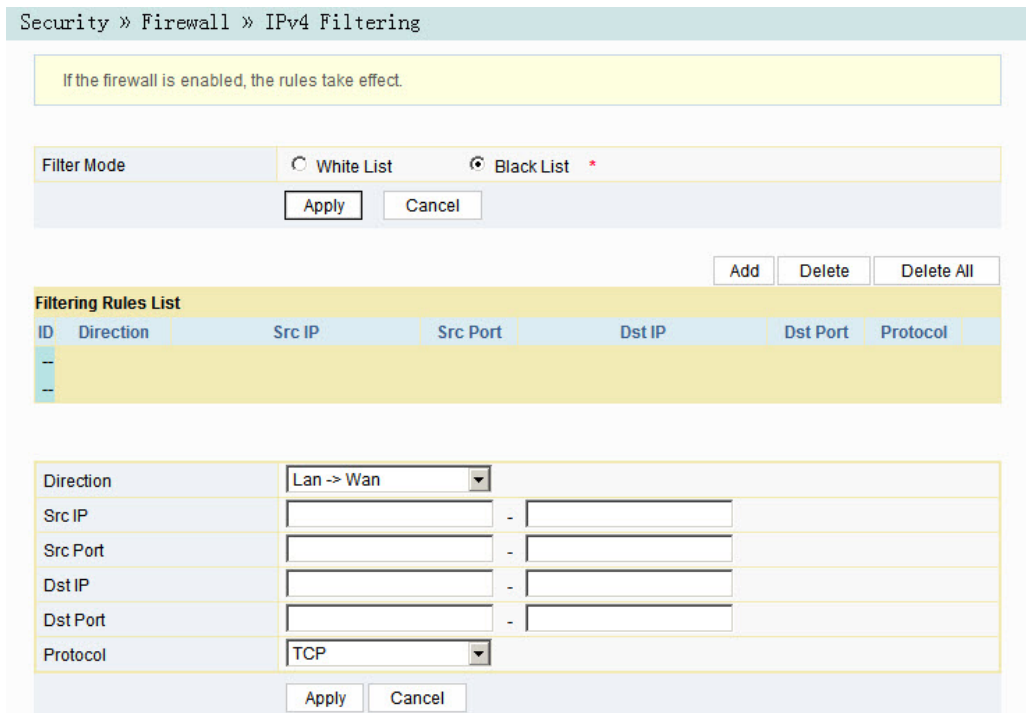 Security » Firewall » IPv4 Filtering
If the firewall is enabled, the rules take effect.
Filter Mode White List Black List *
Apply Cancel
Add Delete Delete All
Filtering Rules List
ID Direction Src IP Src Port Dst IP Dst Port Protocol
--
--
Direction Lan -> Wan
Src IP -
Src Port -
Dst IP -
Dst Port -
Protocol TCP
Apply Cancel